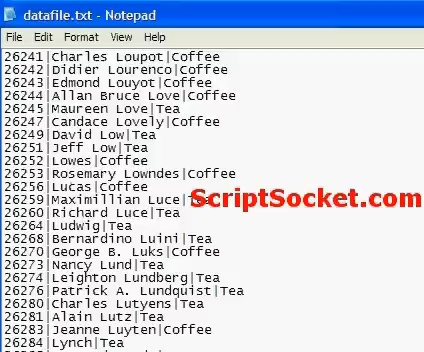 datafile.txt - Notepad
File Edit Format View Help
26241|Charles Loupot|Coffee
26242|Didier Lourenco|Coffee
26243|Edmond Louyot|Coffee
26244|Allan Bruce Love|Coffee
26245|Maureen Love|Tea
26247|Candace Lovely|Coffee
26249|David Low|Tea
26251|Jeff Low|Tea
26252|Lowes|Coffee
26253|Rosemary Lowndes|Coffee
26256|Lucas|Coffee
26259|Maximillian Luce|Tea
ScriptSocket.com
26260|Richard Luce|Tea
26264|Ludwig|Tea
26268|Bernardino Luini|Tea
26270|George B. Luks|Coffee
26273|Nancy Lund|Tea
26274|Leighton Lundberg|Tea
26276|Patrick A. Lundquist|Tea
26280|Charles Lutyens|Tea
26281|Alain Lutz|Tea
26283|Jeanne Luyten|Coffee
26284|Lynch|Tea